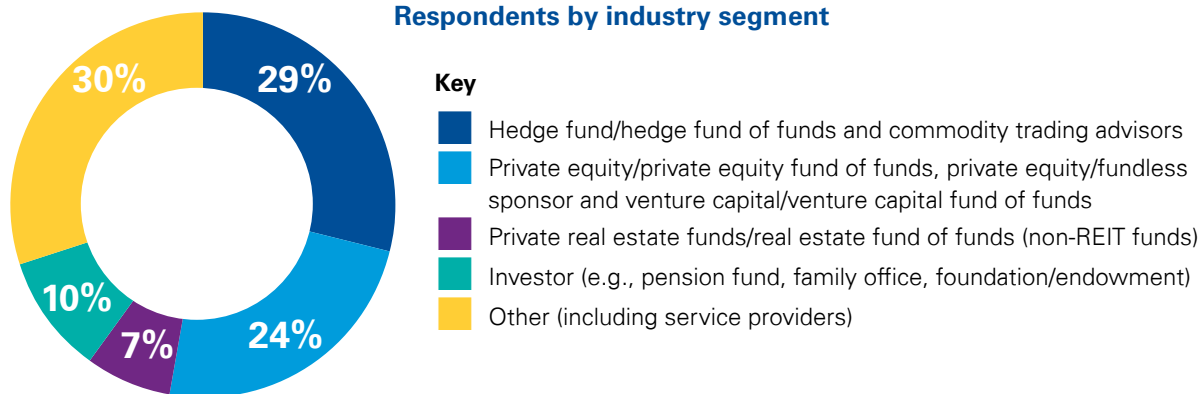 Respondents by industry segment
30%
29%
10%
7%
24%
Key
Hedge fund/hedge fund of funds and commodity trading advisors
Private equity/private equity fund of funds, private equity/fundless
sponsor and venture capital/venture capital fund of funds
Private real estate funds/real estate fund of funds (non-REIT funds)
Investor (e.g., pension fund, family office, foundation/endowment)
Other (including service providers)